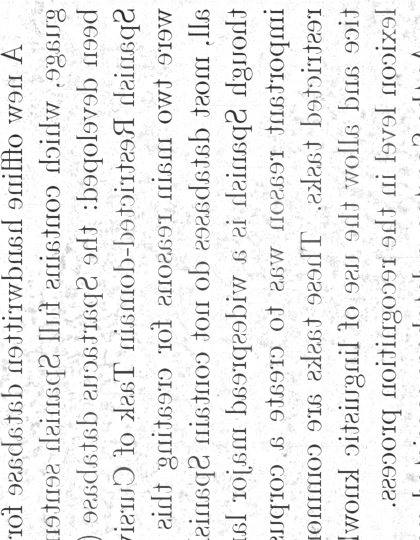 A new offline handwritten database for
guage, which contains full Spanish senten
been developed: the Spartacus database (
Spanish Restricted-domain Task of Cursiv
were two main reasons for creating this
all, most databases do not contain Spanis
though Spanish is a widespread major lan
important reason was to create a corpus
restricted tasks. These tasks are common
tice and allow the use of linguistic knowl
lexicon level in the recognition process.